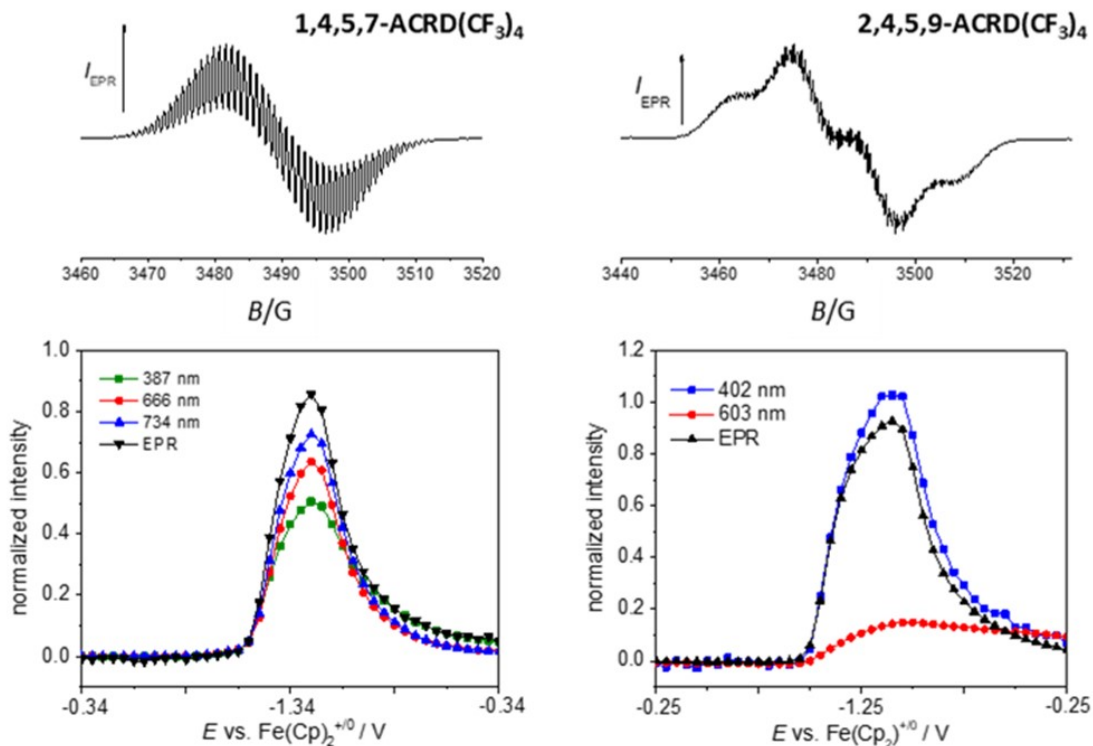 1,4,5,7-ACRD(CF₃)₄
I EPR
3460 3470 3480 3490 3500 3510 3520
B/G
2,4,5,9-ACRD(CF₃)₄
I EPR
3440 3460 3480 3500 3520
B/G
1.0
0.8
0.6
0.4
0.2
0.0
normalized intensity
387 nm
666 nm
734 nm
EPR
-0.34 -1.34 -0.34
E vs. Fe(Cp)₂⁺/⁰ / V
1.2
1.0
0.8
0.6
0.4
0.2
0.0
normalized intensity
402 nm
603 nm
EPR
-0.25 -1.25 -0.25
E vs. Fe(Cp₂)⁺/⁰ / V